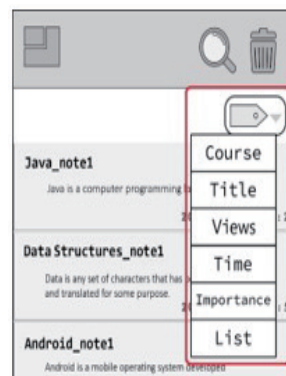 Course
Java_note1
Java is a computer programming
Title
Views
Data Structures_note1
Time
Data is any set of characters that has
and translated for some purpose.
Importance
List
Android_note1
Android is a mobile operating system developed